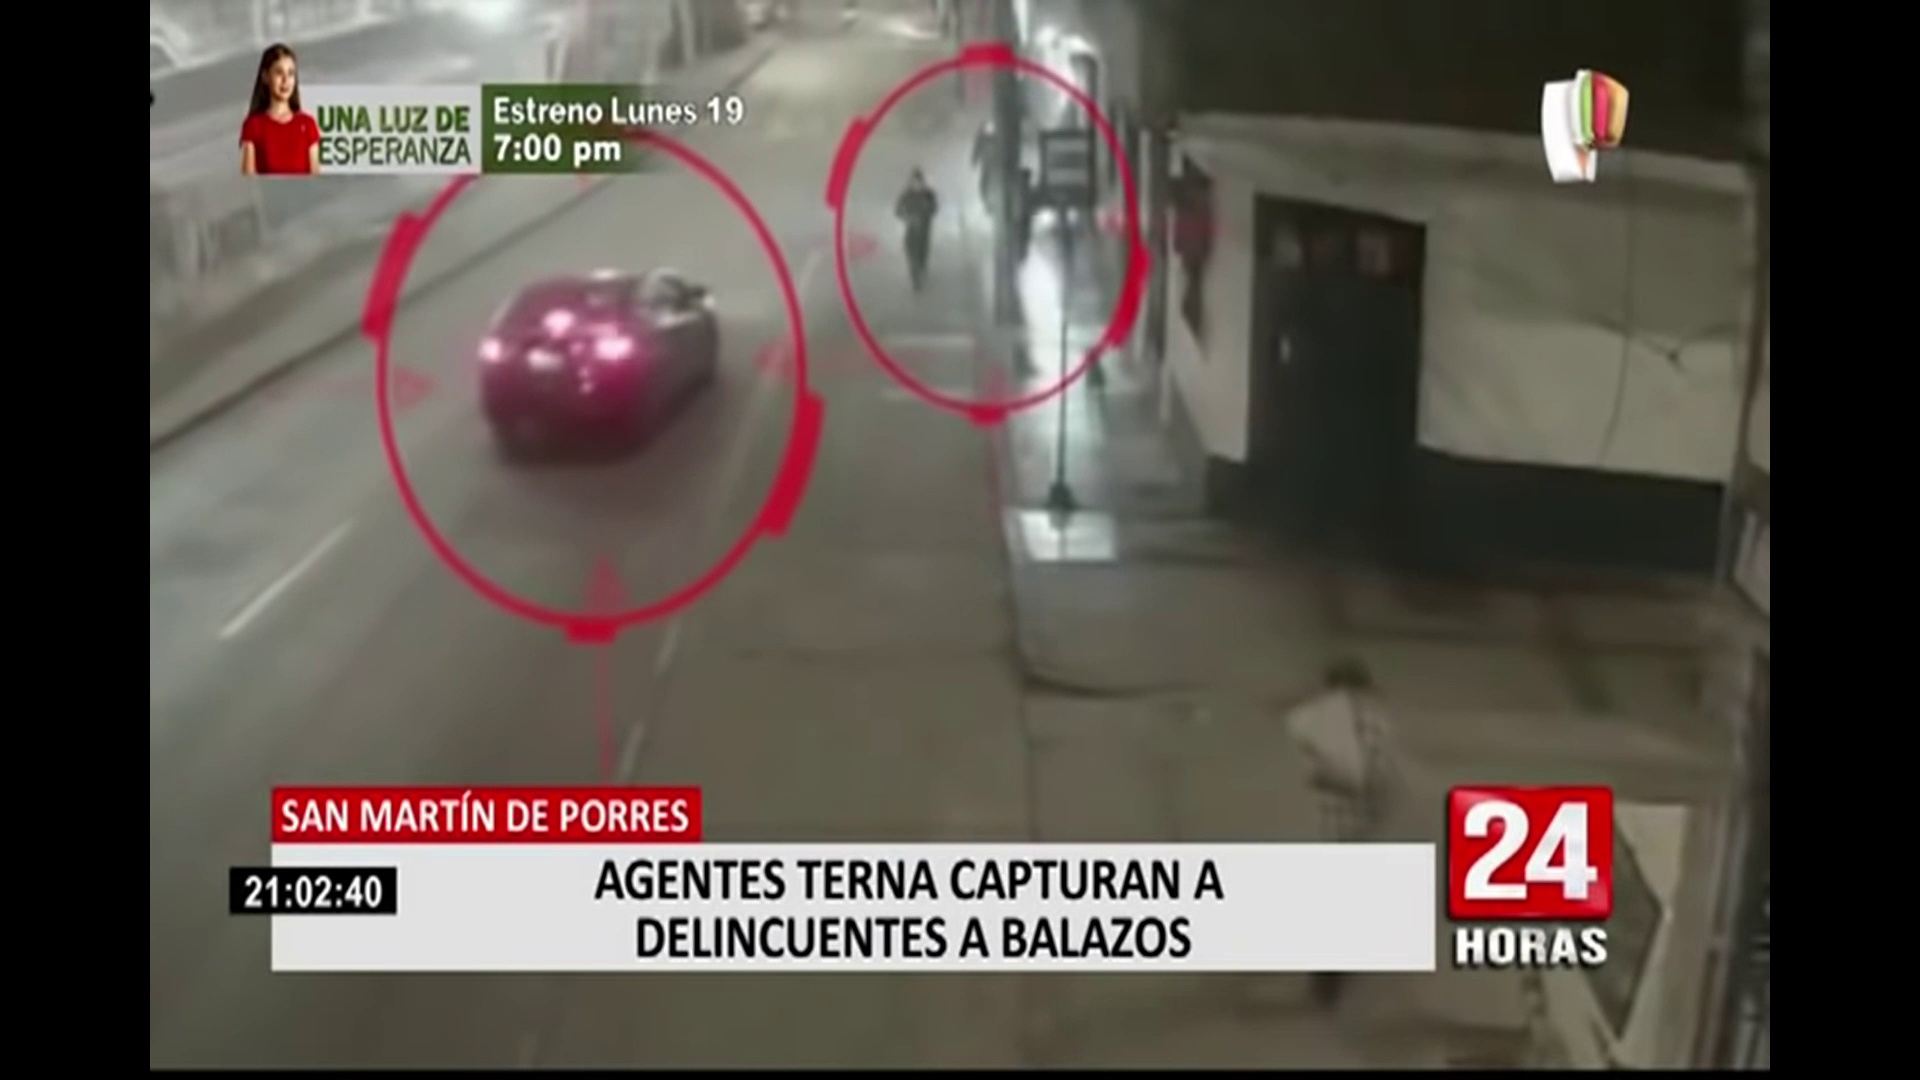 UNA LUZ DE
ESPERANZA
Estreno Lunes 19
7:00 pm
SAN MARTÍN DE PORRES
AGENTES TERNA CAPTURAN A
DELINCUENTES A BALAZOS
21:02:40
24
HORAS